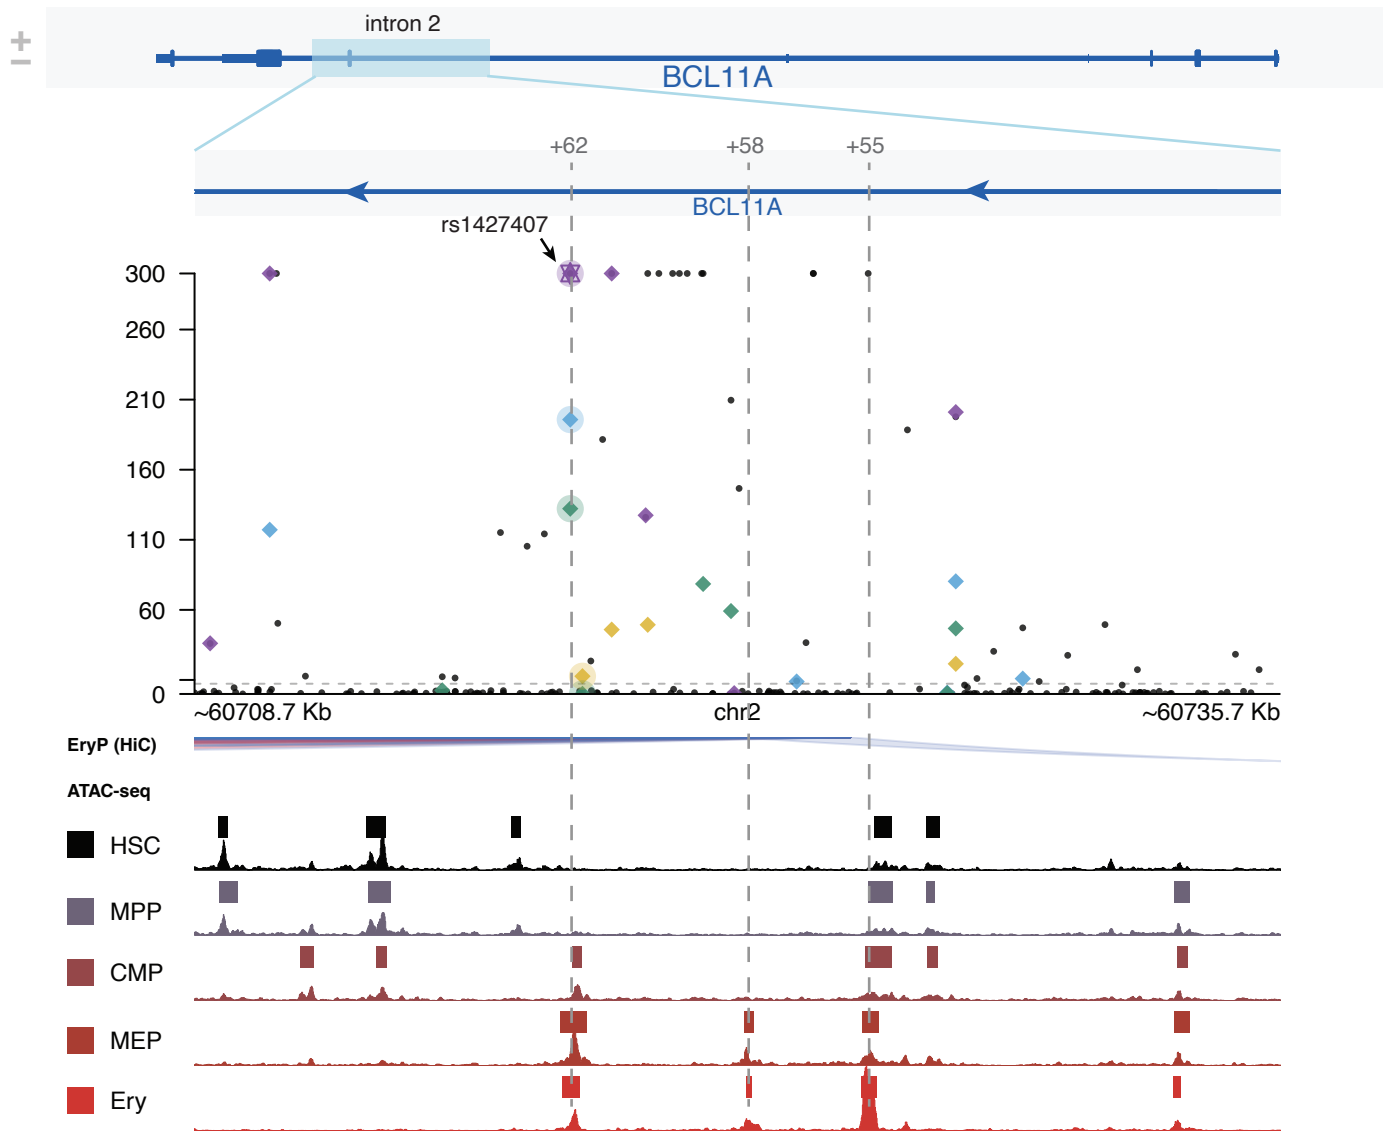 intron 2
±
BCL11A
+62 +58 +55
BCL11A
rs1427407
300
260
210
160
110
60
0
~60708.7 Kb chr2 ~60735.7 Kb
EryP (HiC)
ATAC-seq
HSC
MPP
CMP
MEP
Ery